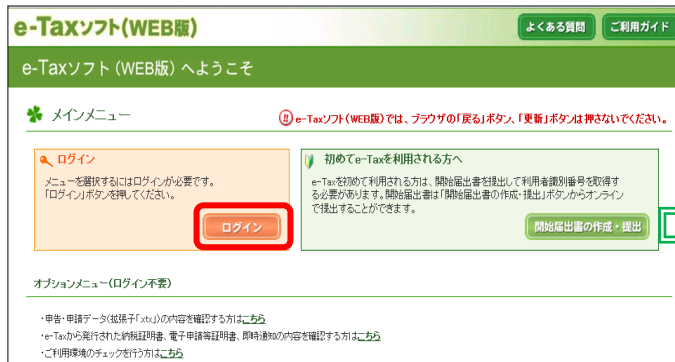 e-Taxソフト(WEB版)
よくある質問
ご利用ガイド
e-Taxソフト(WEB版)へようこそ
メインメニュー
e-Taxソフト(WEB版)では、ブラウザの「戻る」ボタン、「更新」ボタンは押さないでください。
ログイン
メニューを選択するにはログインが必要です。
「ログイン」ボタンを押してください。
ログイン
初めてe-Taxを利用される方へ
e-Taxを初めて利用される方は、開始届出書を提出して利用者識別番号を取得す
る必要があります。開始届出書は「開始届出書の作成・提出」ボタンからオンライン
で提出することができます。
開始届出書の作成・提出
オプションメニュー(ログイン不要)
・申告・申請データ(拡張子「.xtx」)の内容を確認する方はこちら
・e-Taxから発行された納税証明書、電子申請等証明書、即時通知の内容を確認する方はこちら
・ご利用環境のチェックを行う方はこちら